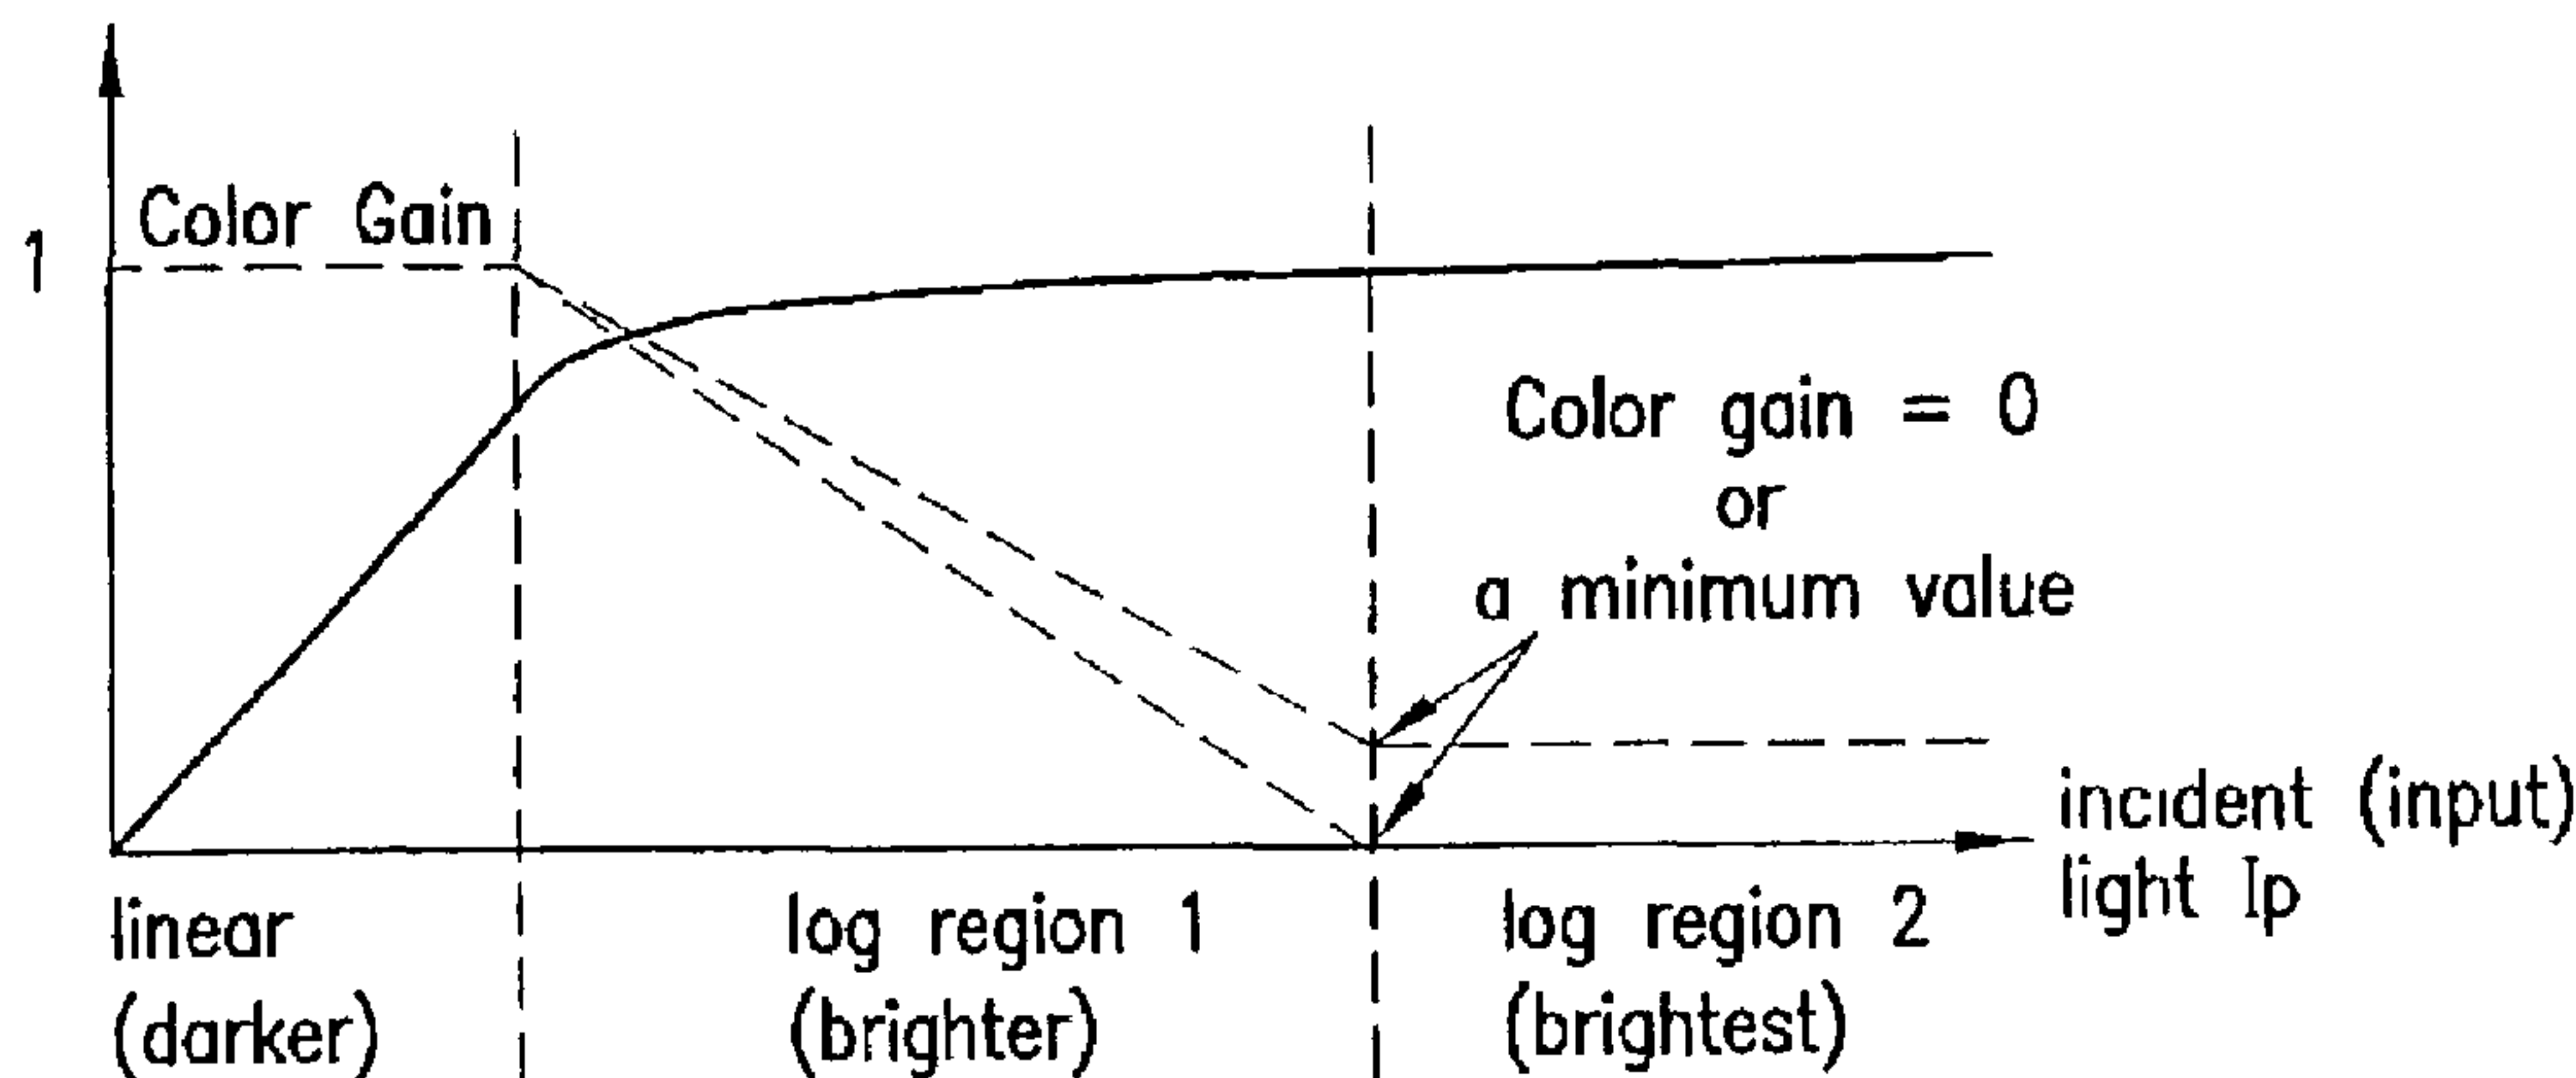 Color Gain
1
Color gain = 0
or
a minimum value
incident (input)
light Ip
linear
(darker)
log region 1
(brighter)
log region 2
(brightest)